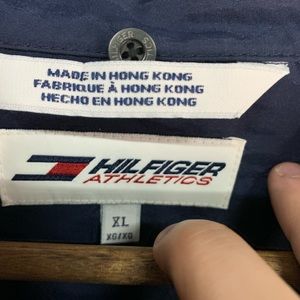 MADE IN HONG KONG
FABRIQUÉ À HONG KONG
HECHO EN HONG KONG
HILFIGER
ATHLETICS
XL
XG/XG